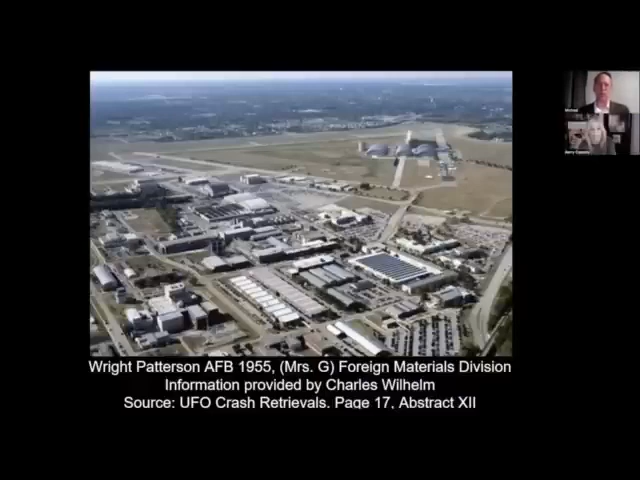 Michael
Wright Patterson AFB 1955, (Mrs. G) Foreign Materials Division
Information provided by Charles Wilhelm
Source: UFO Crash Retrievals. Page 17, Abstract XII